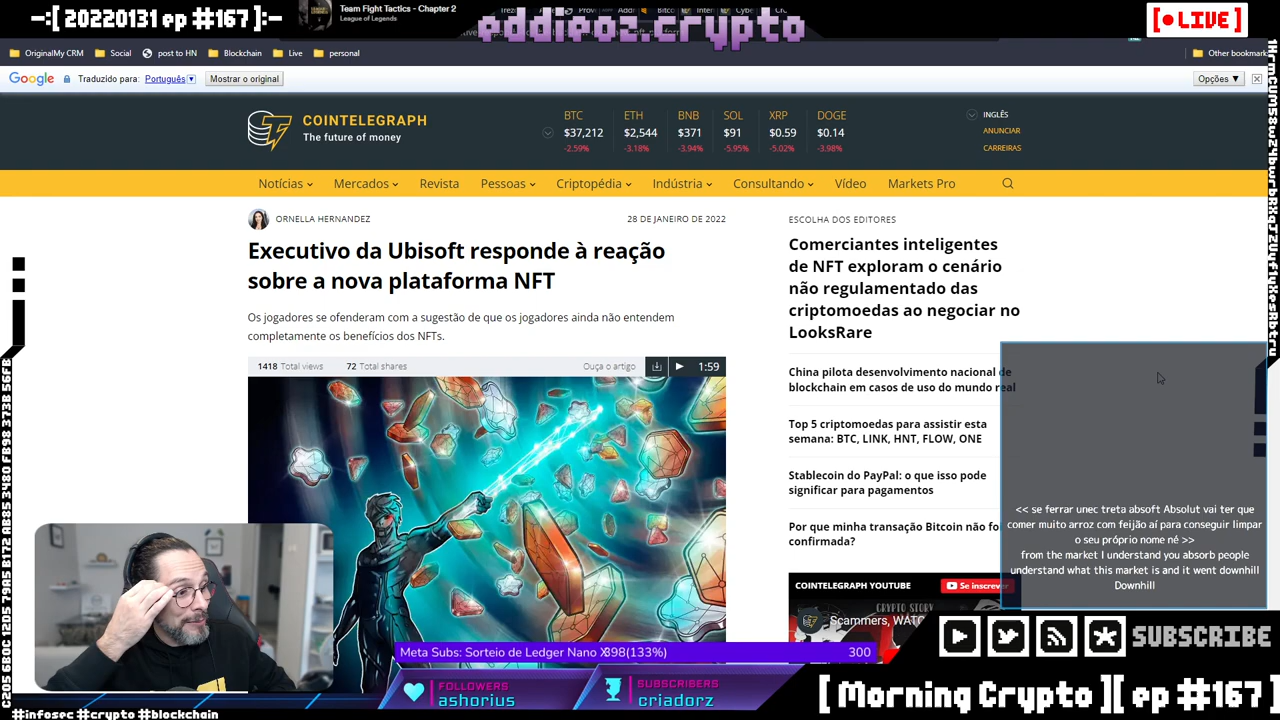 -:[ 20220131 ep #167]:-
Team Fight Tactics - Chapter 2
League of Legends
eddieoz.crypto
[●LIVE]
OriginalMy CRM
Social
post to HN
Blockchain
Live
personal
Other bookmark
Google
Traduzido para: Português
Mostrar o original
Opções ▼
COINTELEGRAPH
The future of money
BTC ETH BNB SOL XRP DOGE
$37,212 $2,544 $371 $91 $0.59 $0.14
-2.59% -3.18% -3.94% -5.95% -5.02% -3.98%
INGLÊS
ANUNCIAR
CARREIRAS
Notícias Mercados Revista Pessoas Criptopédia Indústria Consultando Vídeo Markets Pro
ORNELLA HERNANDEZ
28 DE JANEIRO DE 2022
Executivo da Ubisoft responde à reação
sobre a nova plataforma NFT
Os jogadores se ofenderam com a sugestão de que os jogadores ainda não entendem
completamente os benefícios dos NFTs.
1418 Total views 72 Total shares Ouça o artigo 1:59
ESCOLHA DOS EDITORES
Comerciantes inteligentes
de NFT exploram o cenário
não regulamentado das
criptomoedas ao negociar no
LooksRare
China pilota desenvolvimento nacional de
blockchain em casos de uso do mundo real
Top 5 criptomoedas para assistir esta
semana: BTC, LINK, HNT, FLOW, ONE
Stablecoin do PayPal: o que isso pode
significar para pagamentos
Por que minha transação Bitcoin não fo
confirmada?
COINTELEGRAPH YOUTUBE
Se inscrever
CRYPTO STORY
Scammers, WATC
<< se ferrar unec treta absoft Absolut vai ter que
comer muito arroz com feijão aí para conseguir limpar
o seu próprio nome né >>
from the market I understand you absorb people
understand what this market is and it went downhill
Downhill
SUBSCRIBE
Meta Subs: Sorteio de Ledger Nano X
398(133%)
300
FOLLOWERS
ashorius
SUBSCRIBERS
criadorz
[ Morning Crypto ][ ep #167 ]
#infosec #crypto #blockchain